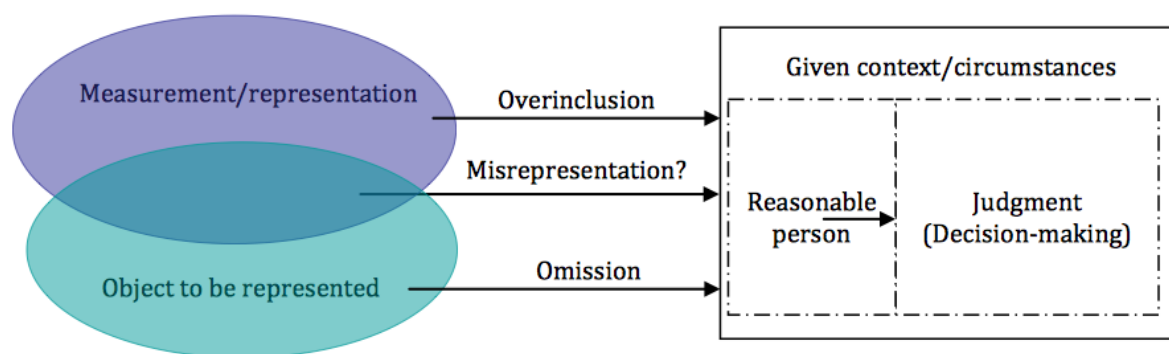 Measurement/representation
Overinclusion
Given context/circumstances
Misrepresentation?
Reasonable
person
Judgment
(Decision-making)
Object to be represented
Omission